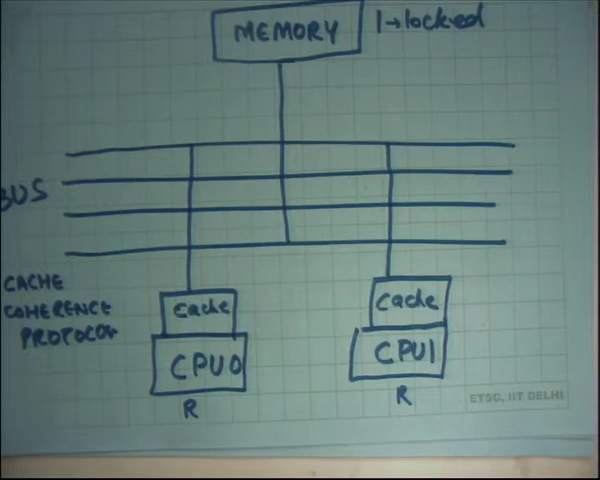 MEMORY 1→locked
BUS
CACHE
COHERENCE
PROTOCOL
Cache
CPU0
R
Cache
CPU1
R
ETSC, IIT DELHI